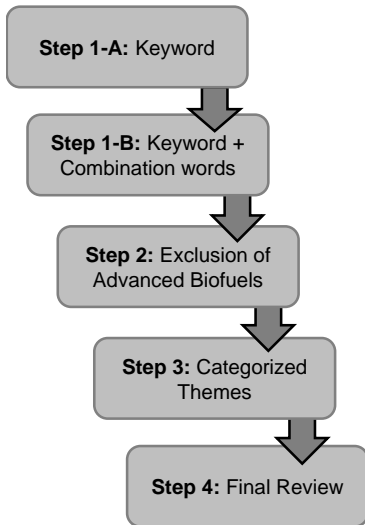 Step 1-A: Keyword
Step 1-B: Keyword +
Combination words
Step 2: Exclusion of
Advanced Biofuels
Step 3: Categorized
Themes
Step 4: Final Review